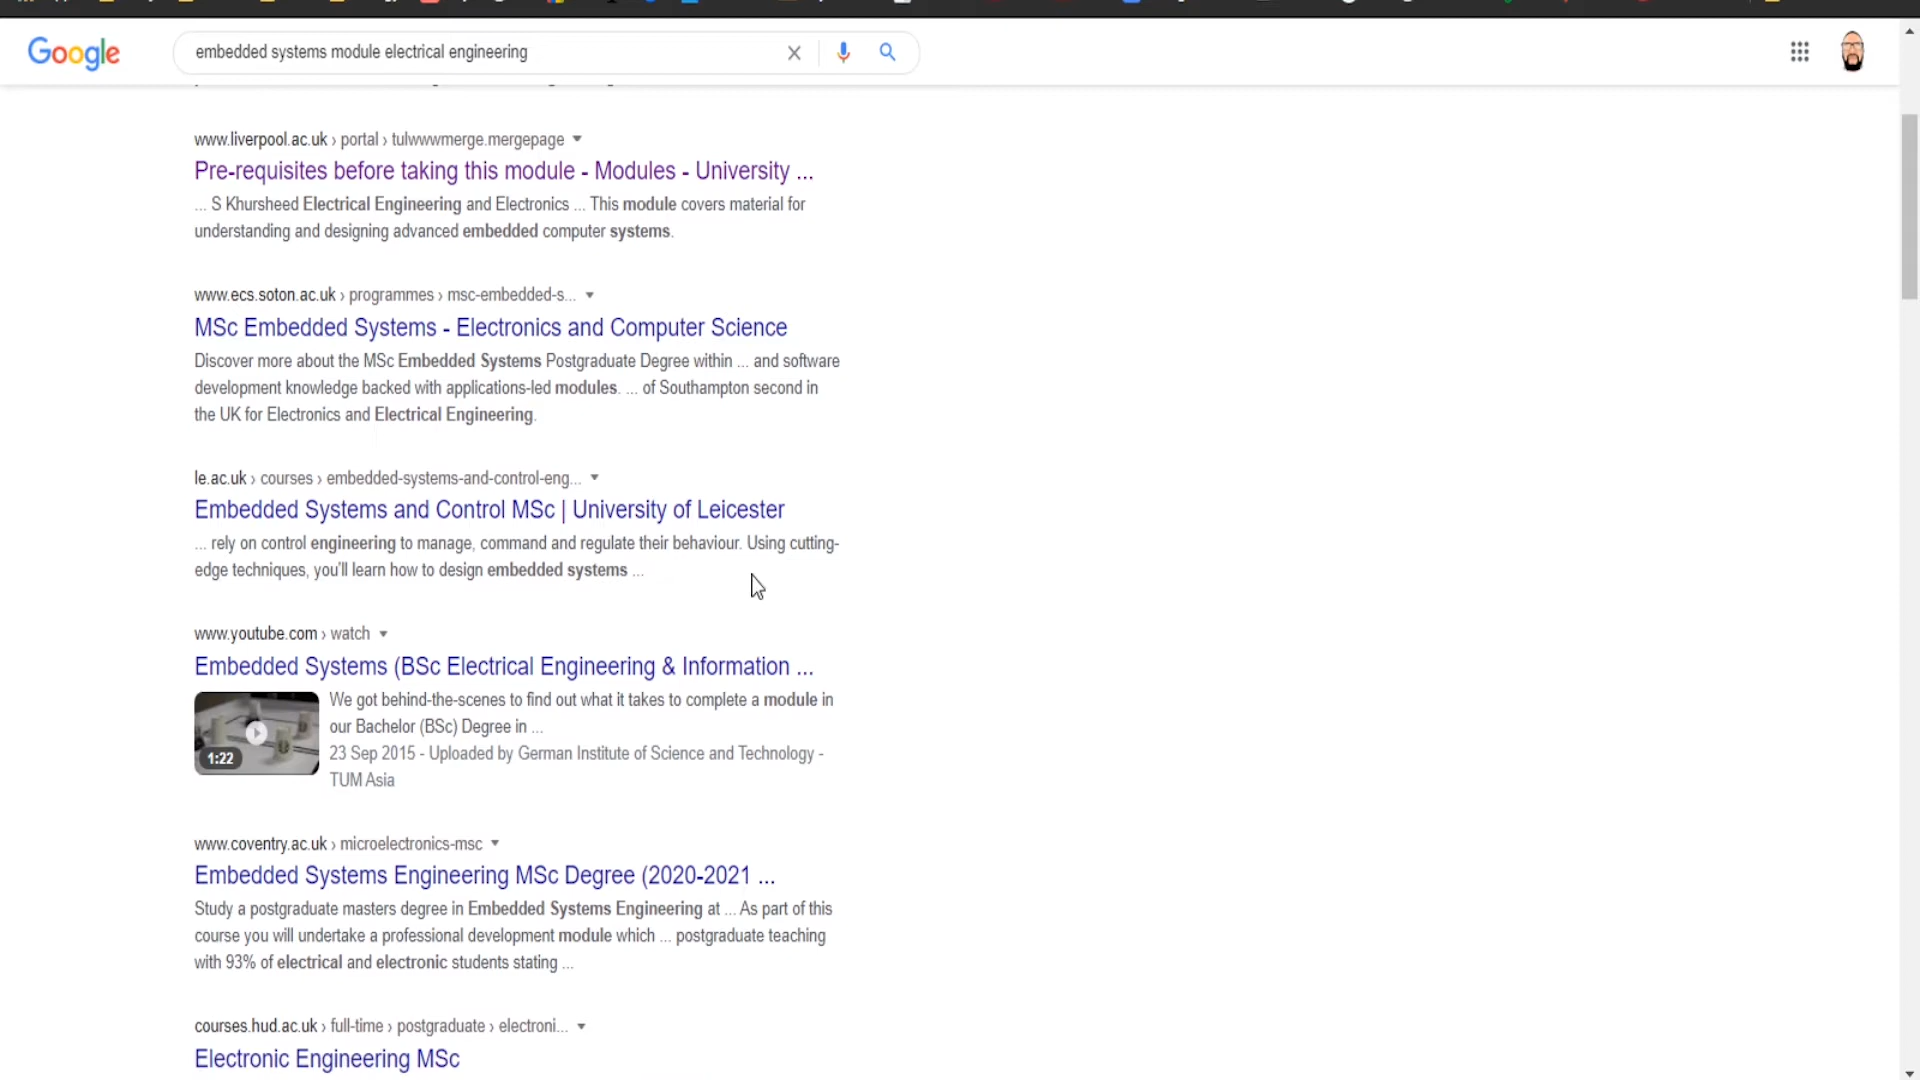 Google
embedded systems module electrical engineering
www.liverpool.ac.uk › portal › tulwwwmerge.mergepage
Pre-requisites before taking this module - Modules - University ...
... S Khursheed Electrical Engineering and Electronics ... This module covers material for
understanding and designing advanced embedded computer systems.
www.ecs.soton.ac.uk › programmes › msc-embedded-s...
MSc Embedded Systems - Electronics and Computer Science
Discover more about the MSc Embedded Systems Postgraduate Degree within ... and software
development knowledge backed with applications-led modules. ... of Southampton second in
the UK for Electronics and Electrical Engineering.
le.ac.uk › courses › embedded-systems-and-control-eng...
Embedded Systems and Control MSc | University of Leicester
... rely on control engineering to manage, command and regulate their behaviour. Using cutting-
edge techniques, you'll learn how to design embedded systems ...
www.youtube.com › watch
Embedded Systems (BSc Electrical Engineering & Information ...
We got behind-the-scenes to find out what it takes to complete a module in
our Bachelor (BSc) Degree in ...
1:22
23 Sep 2015 - Uploaded by German Institute of Science and Technology -
TUM Asia
www.coventry.ac.uk › microelectronics-msc
Embedded Systems Engineering MSc Degree (2020-2021 ...
Study a postgraduate masters degree in Embedded Systems Engineering at ... As part of this
course you will undertake a professional development module which ... postgraduate teaching
with 93% of electrical and electronic students stating ...
courses.hud.ac.uk › full-time › postgraduate › electroni...
Electronic Engineering MSc